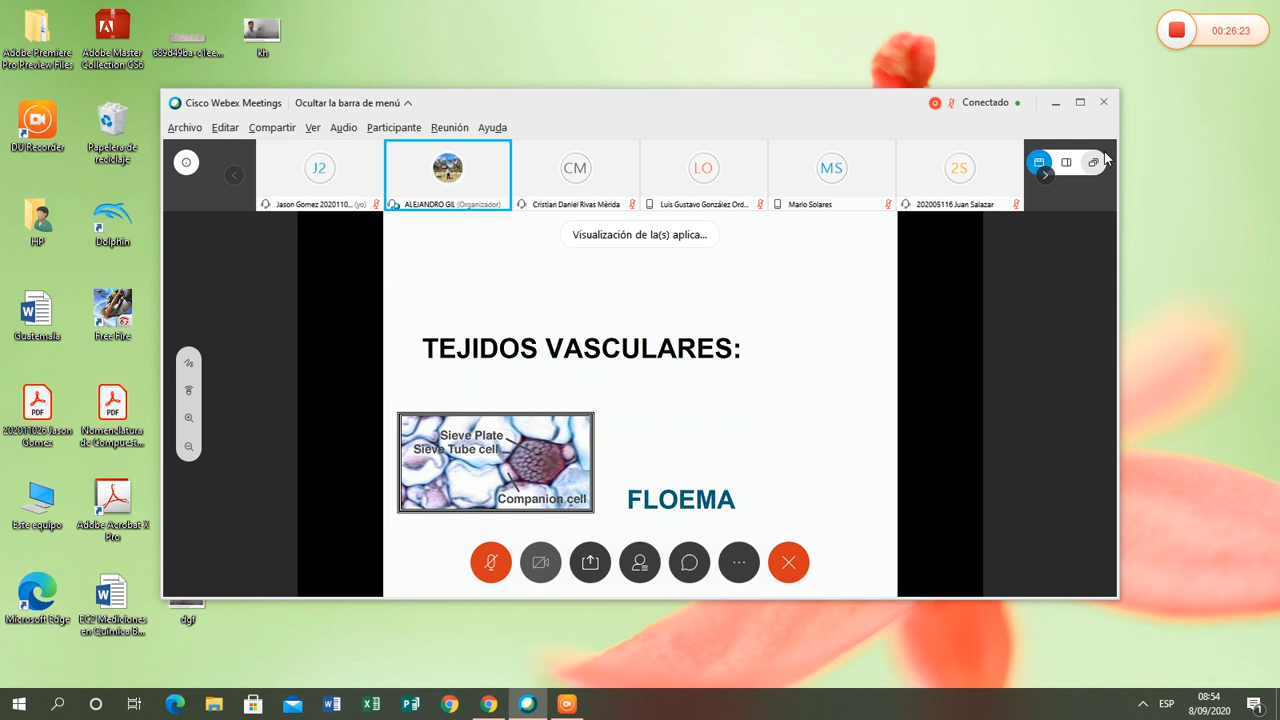 Adobe Premiere
Pro Preview Files
Adobe Master
Collection CS6
kh
00:26:23
DU Recorder
Papelera de
reciclaje
HP
Dolphin
Guatemala
Free Fire
202011026 Jason
Gomez
Nomenclatura
de Compuest...
Este equipo
Adobe Acrobat X
Pro
Microsoft Edge
EC2 Mediciones
en Química B...
dgf
Cisco Webex Meetings
Ocultar la barra de menú
Conectado
Archivo Editar Compartir Ver Audio Participante Reunión Ayuda
J2
CM
LO
MS
2S
Jason Gomez 2020110... (yo)
ALEJANDRO GIL (Organizador)
Cristian Daniel Rivas Mérida
Luis Gustavo González Ord...
Mario Solares
202005116 Juan Salazar
Visualización de la(s) aplica...
TEJIDOS VASCULARES:
Sieve Plate
Sieve Tube cell
Companion cell
FLOEMA
ESP
08:54
8/09/2020
1